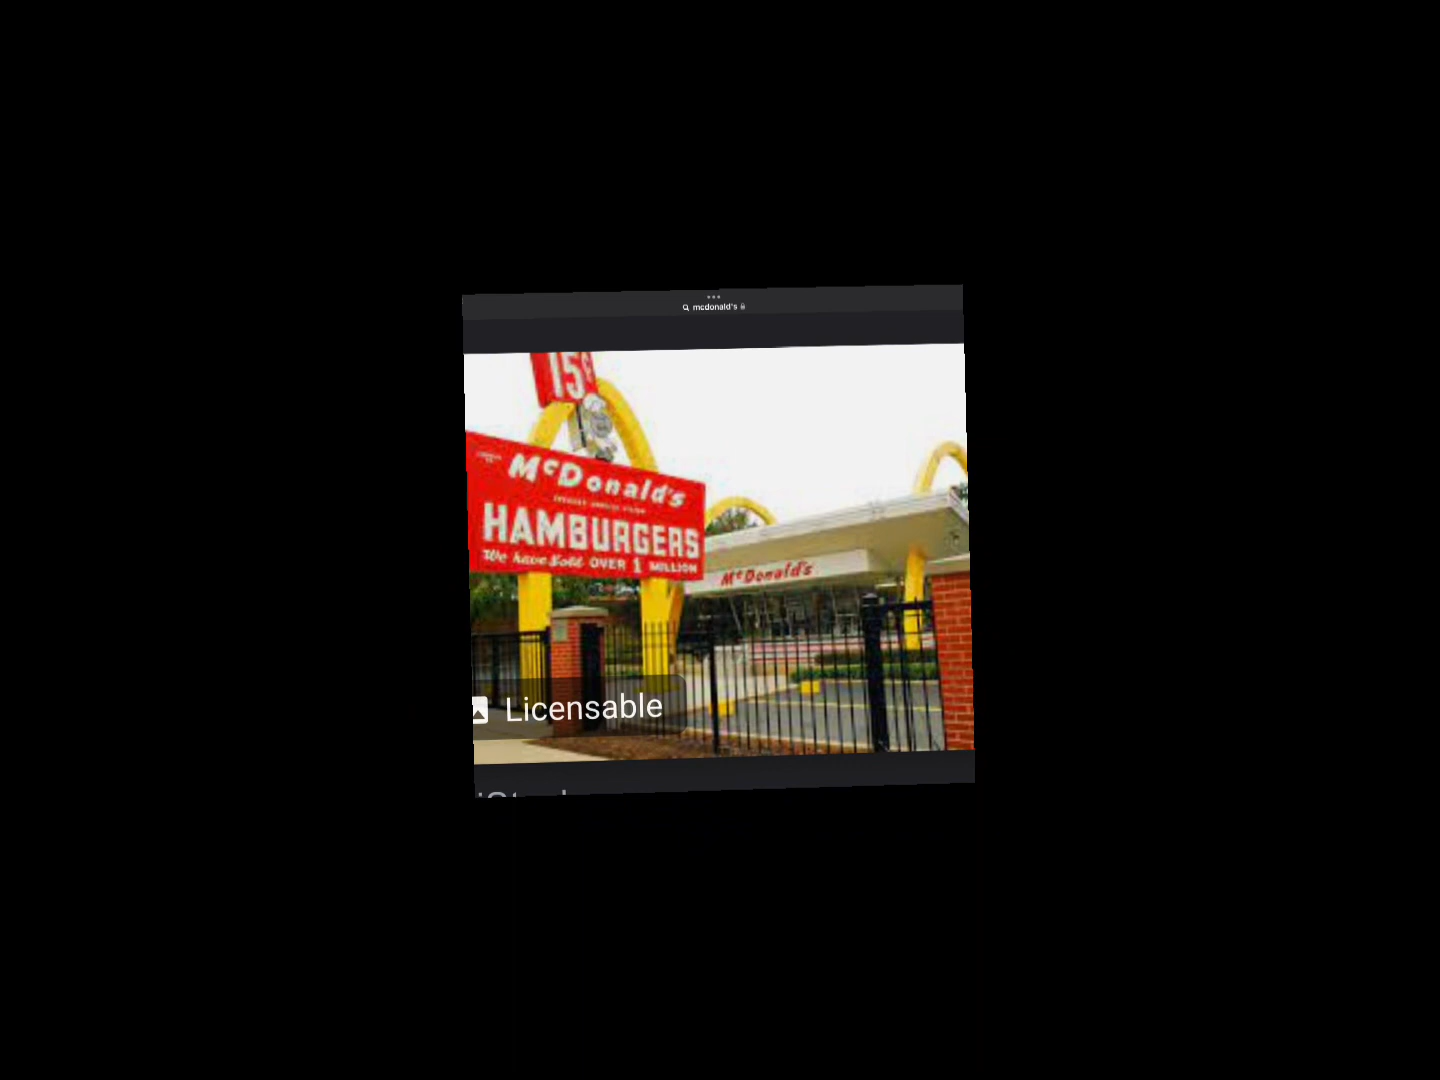 mcdonald's
15¢
McDonald's
HAMBURGERS
We have Sold OVER 1 MILLION
McDonald's
Licensable